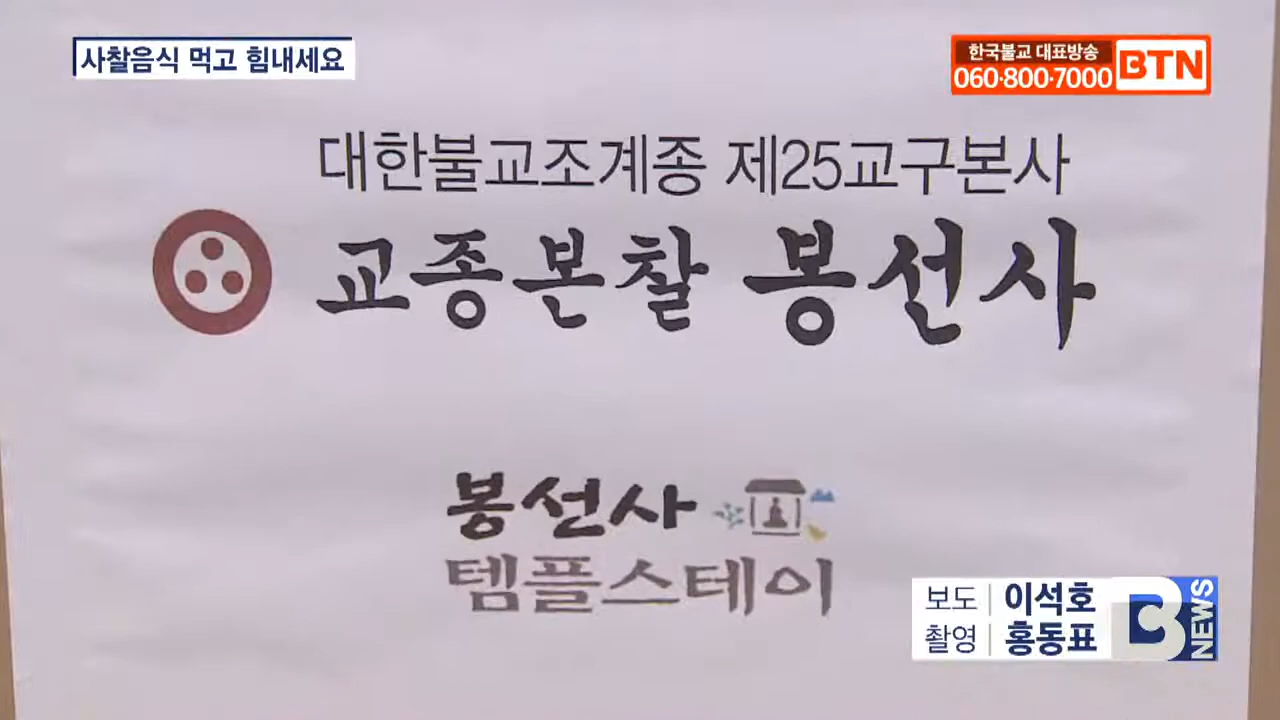 사찰음식 먹고 힘내세요
한국불교 대표방송
060·800·7000 BTN
대한불교조계종 제25교구본사
교종본찰 봉선사
봉선사
템플스테이
보도 이석호
촬영 홍동표
B NEWS